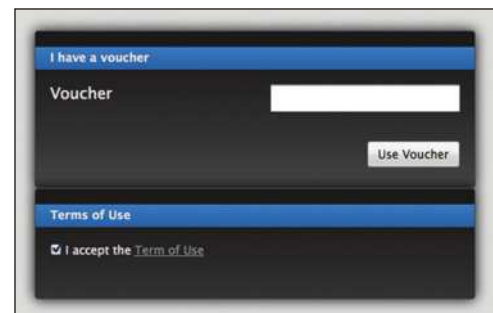 I have a voucher
Voucher
Use Voucher
Terms of Use
I accept the Term of Use